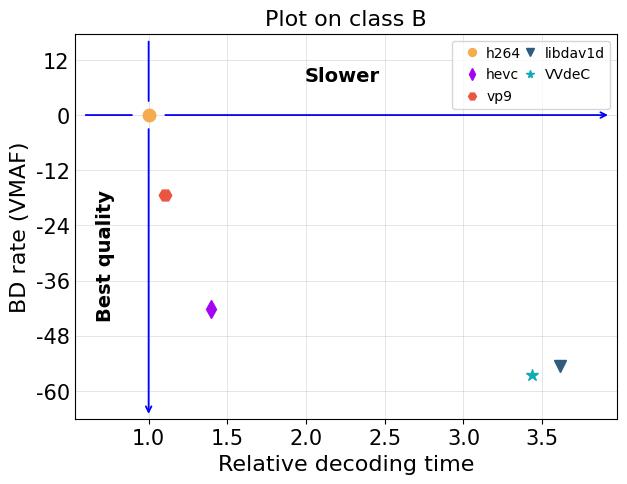 Plot on class B
h264
hevc
vp9
libdav1d
VVdeC
Slower
Best quality
BD rate (VMAF)
12
0
-12
-24
-36
-48
-60
1.0 1.5 2.0 2.5 3.0 3.5
Relative decoding time